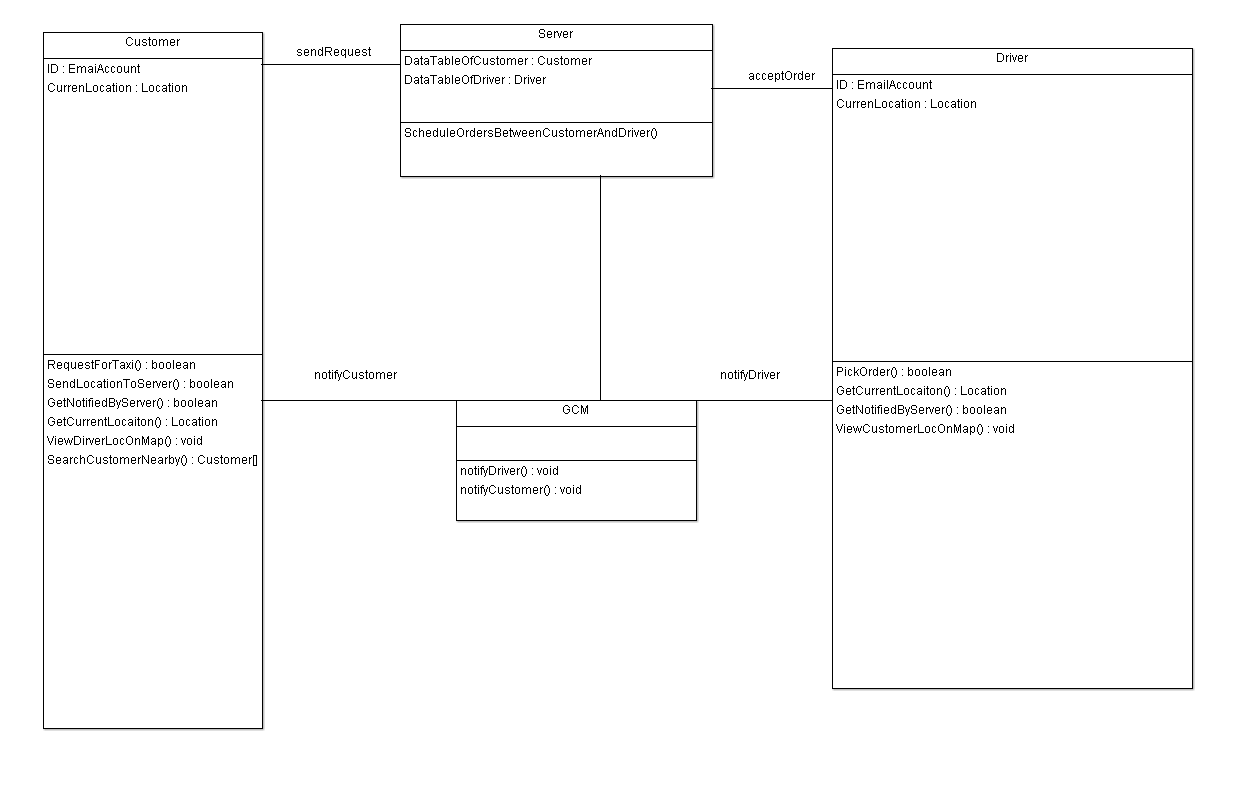 Customer
ID : EmaiAccount
CurrenLocation : Location
RequestForTaxi() : boolean
SendLocationToServer() : boolean
GetNotifiedByServer() : boolean
GetCurrentLocaiton() : Location
ViewDirverLocOnMap() : void
SearchCustomerNearby() : Customer[]
sendRequest
Server
DataTableOfCustomer : Customer
DataTableOfDriver : Driver
ScheduleOrdersBetweenCustomerAndDriver()
acceptOrder
Driver
ID : EmailAccount
CurrenLocation : Location
PickOrder() : boolean
GetCurrentLocaiton() : Location
GetNotifiedByServer() : boolean
ViewCustomerLocOnMap() : void
notifyCustomer
notifyDriver
GCM
notifyDriver() : void
notifyCustomer() : void